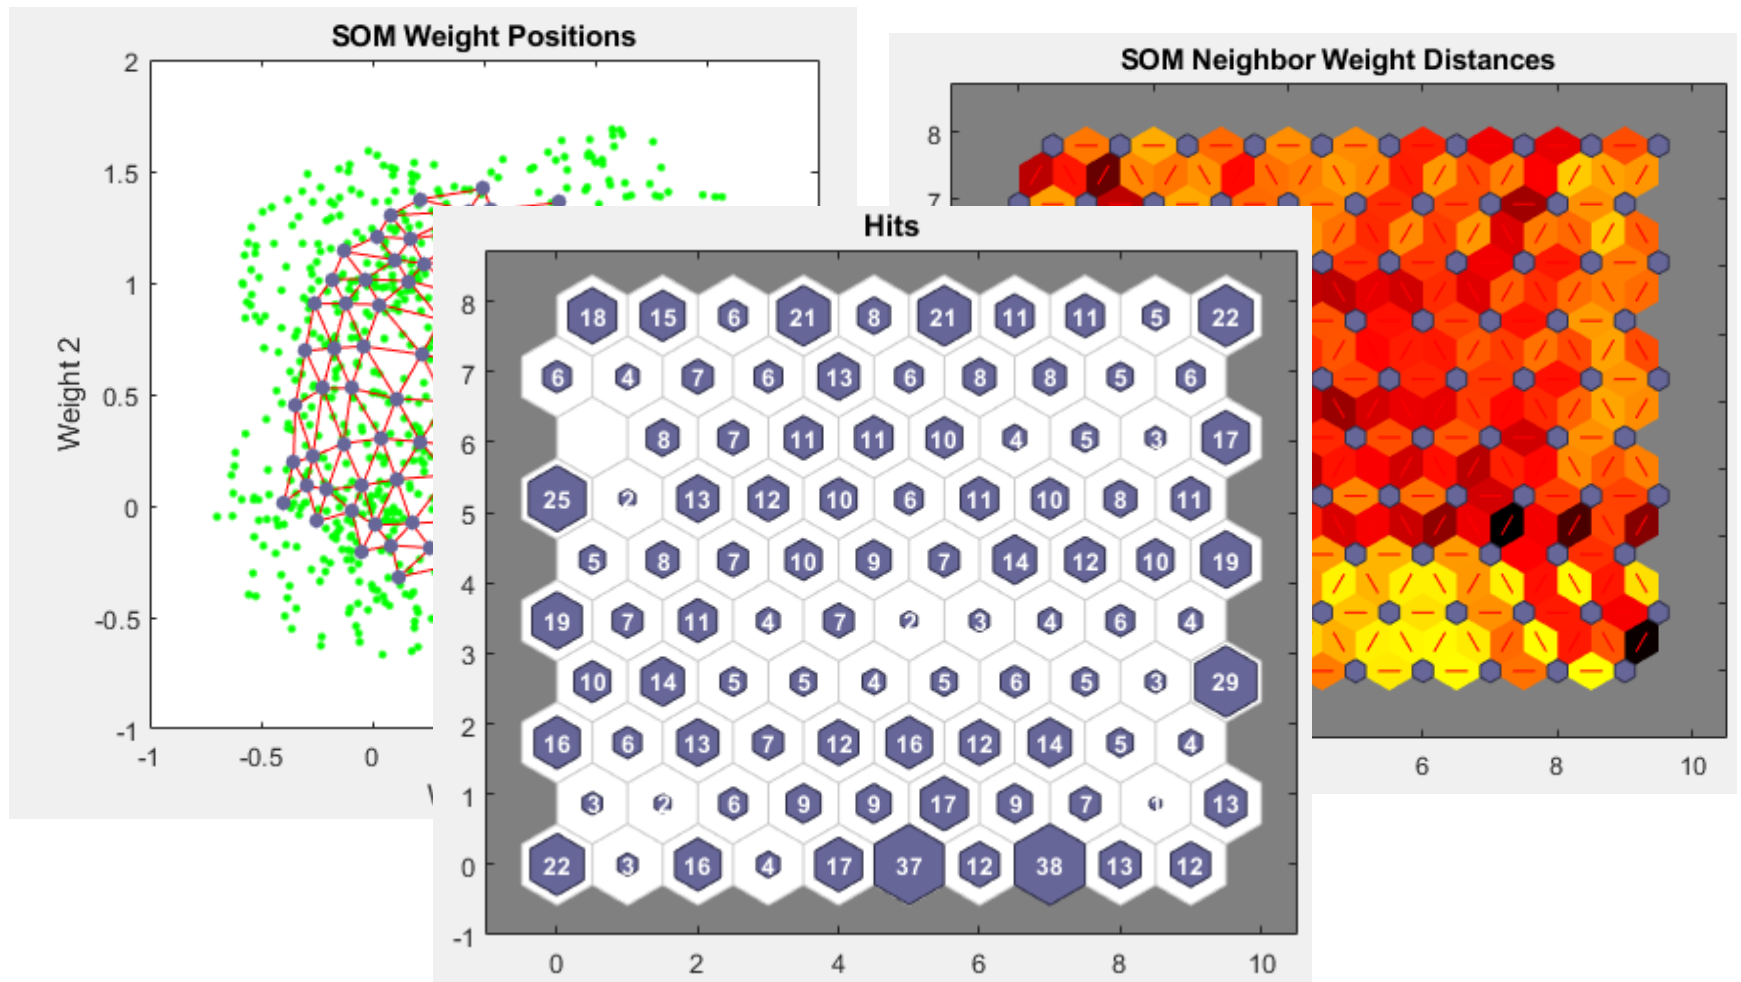 SOM Weight Positions
2
1.5
1
0.5
0
-0.5
-1
Weight 2
-1 -0.5 0
SOM Neighbor Weight Distances
8
7
6 8 10
Hits
8
7
6
5
4
3
2
1
0
-1
0 2 4 6 8 10
18 15 6 21 8 21 11 11 5 22
6 4 7 6 13 6 8 8 5 6
8 7 11 11 10 4 5 3 17
25 2 13 12 10 6 11 10 8 11
5 8 7 10 9 7 14 12 10 19
19 7 11 4 7 2 3 4 6 4
10 14 5 5 4 5 6 5 3 29
16 6 13 7 12 16 12 14 5 4
3 2 6 9 9 17 9 7 1 13
22 3 16 4 17 37 12 38 13 12